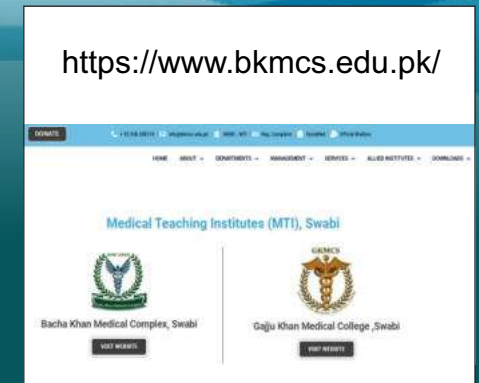 https://www.bkmcs.edu.pk/
DONATE
HOME ABOUT DEPARTMENTS MANAGEMENT SERVICES ALLIED INSTITUTES DOWNLOADS
Medical Teaching Institutes (MTI), Swabi
GKMCS
Bacha Khan Medical Complex, Swabi
Gajju Khan Medical College ,Swabi
VISIT WEBSITE
VISIT WEBSITE